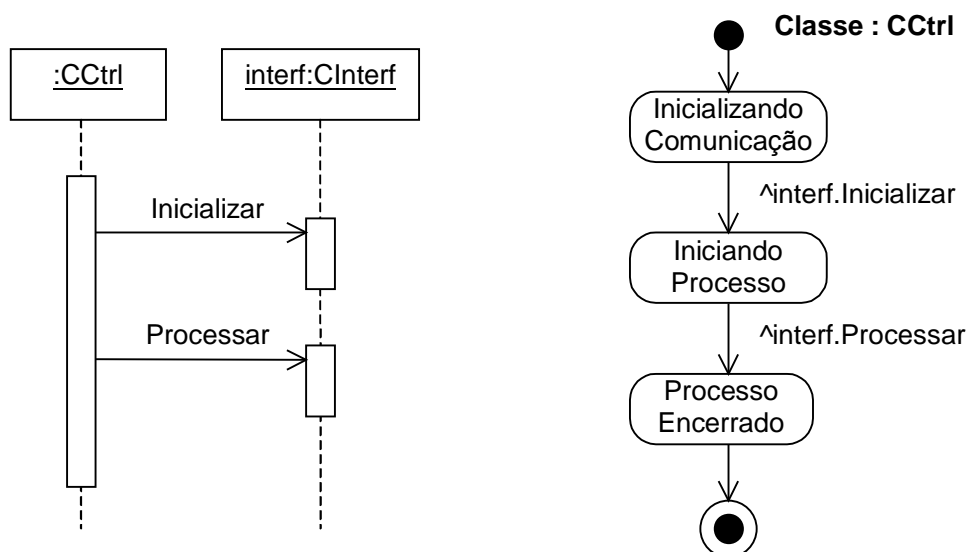 :CCtrl
interf:CInterf
Inicializar
Processar
Classe : CCtrl
Inicializando
Comunicação
^interf.Inicializar
Iniciando
Processo
^interf.Processar
Processo
Encerrado